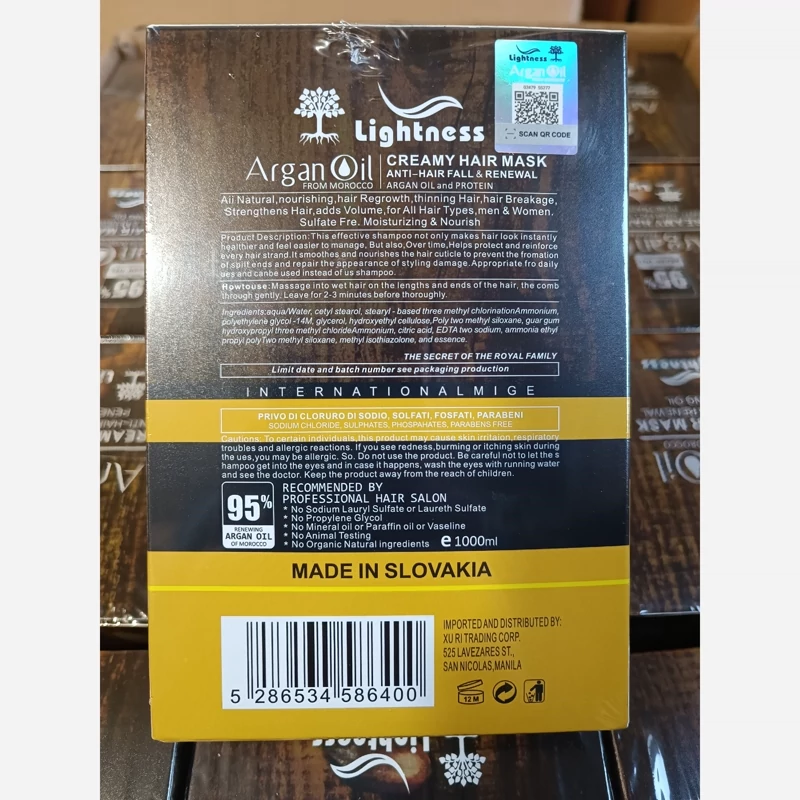 Lightness
Argan Oil
SCAN QR CODE
Lightness
Argan Oil
FROM MOROCCO
CREAMY HAIR MASK
ANTI-HAIR FALL & RENEWAL
ARGAN OIL and PROTEIN
Aii Natural,nourishing,hair Regrowth,thinning Hair,hair Breakage,
Strengthens Hair,adds Volume,for All Hair Types,men & Women.
Sulfate Fre. Moisturizing & Nourish
Product Description:This effective shampoo not only makes hair look instantly
healthier and feel easier to manage, But also,Over time,Helps protect and reinforce
every hair strand.It smoothes and nourishes the hair cuticle to prevent the fromation
of spilt ends and repair the appearance of styling damage. Appropriate fro daily
ues and canbe used instead of us shampoo.
Howtouse:Massage into wet hair on the lengths and ends of the hair, the comb
through gently. Leave for 2-3 minutes before thoroughly.
Ingredients:aqua/Water, cetyl stearol, stearyl - based three methyl chlorinationAmmonium,
polyethylene glycol -14M, glycerol, hydroxyethyl cellulose,Poly two methyl siloxane, guar gum
hydroxypropyl three methyl chlorideAmmonium, citric acid, EDTA two sodium, ammonia ethyl
propyl polyTwo methyl siloxane, methyl isothiazolone, and essence.
THE SECRET OF THE ROYAL FAMILY
Limit date and batch number see packaging production
INTERNATIONALMIGE
PRIVO DI CLORURO DI SODIO, SOLFATI, FOSFATI, PARABENI
SODIUM CHLORIDE, SULPHATES, PHOSPAHATES, PARABENS FREE
Cautions: To certain individuals,this product may cause skin irritaion,respiratory
troubles and allergic reactions. If you see redness,burming or itching skin during
the ues,you may be allergic. So. Do not use the product. Be careful not to let the s
hampoo get into the eyes and in case it happens, wash the eyes with running water
and see the doctor. Keep the product away from the reach of children.
95%
RENEWING
ARGAN OIL
OF MOROCCO
RECOMMENDED BY
PROFESSIONAL HAIR SALON
* No Sodium Lauryl Sulfate or Laureth Sulfate
* No Propylene Glycol
* No Mineral oil or Paraffin oil or Vaseline
* No Animal Testing
* No Organic Natural ingredients
e 1000ml
MADE IN SLOVAKIA
5 286534 586400
IMPORTED AND DISTRIBUTED BY:
XU RI TRADING CORP.
525 LAVEZARES ST.,
SAN NICOLAS,MANILA
12 M
Lightness